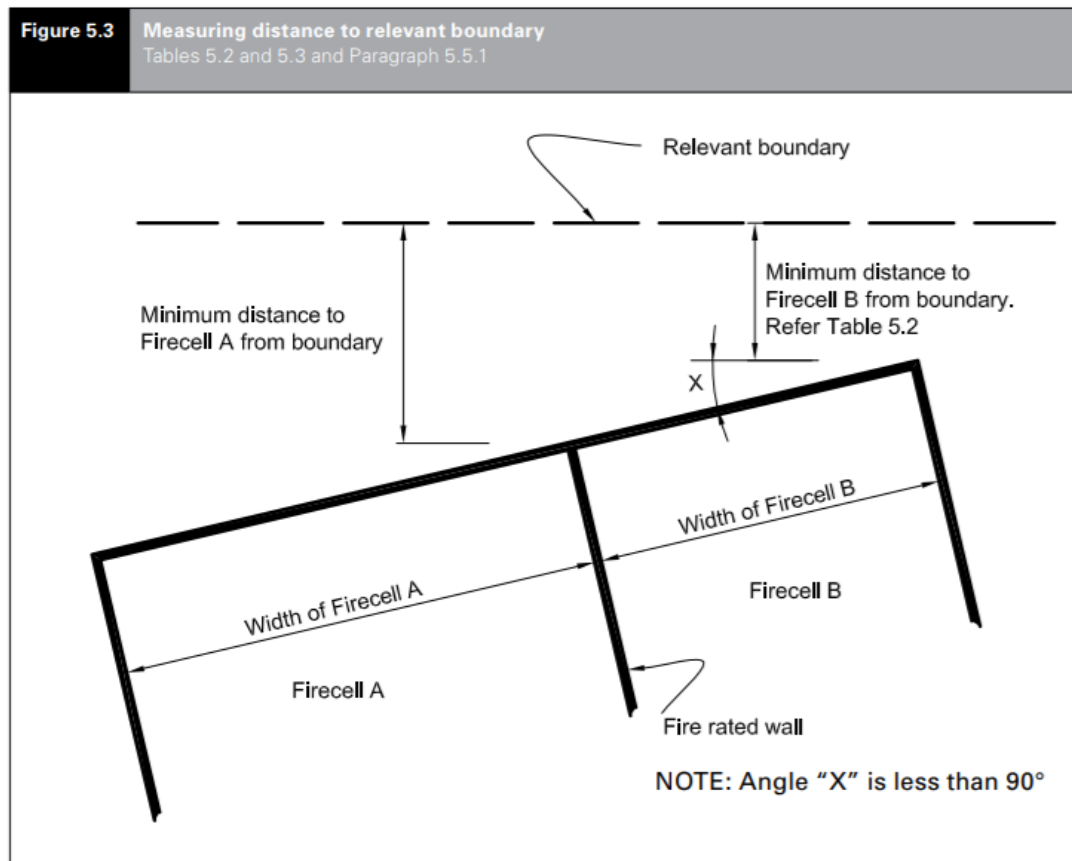 Figure 5.3
Measuring distance to relevant boundary
Tables 5.2 and 5.3 and Paragraph 5.5.1
Relevant boundary
Minimum distance to
Firecell A from boundary
Minimum distance to
Firecell B from boundary.
Refer Table 5.2
X
Width of Firecell B
Width of Firecell A
Firecell B
Firecell A
Fire rated wall
NOTE: Angle “X” is less than 90°